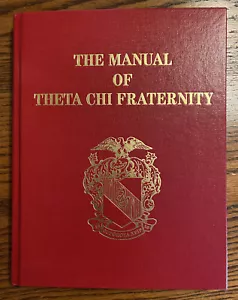 THE MANUAL
OF
THETA CHI FRATERNITY